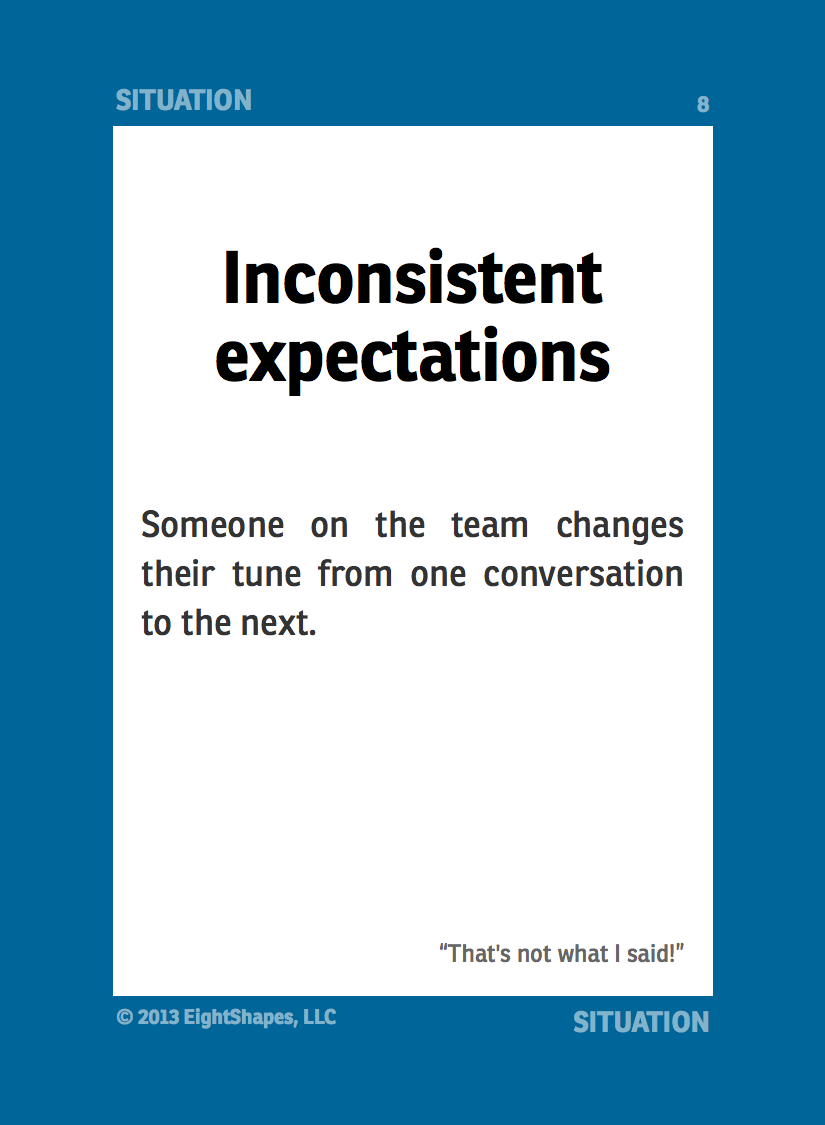 SITUATION
8
Inconsistent
expectations
Someone on the team changes
their tune from one conversation
to the next.
“That's not what I said!”
© 2013 EightShapes, LLC
SITUATION